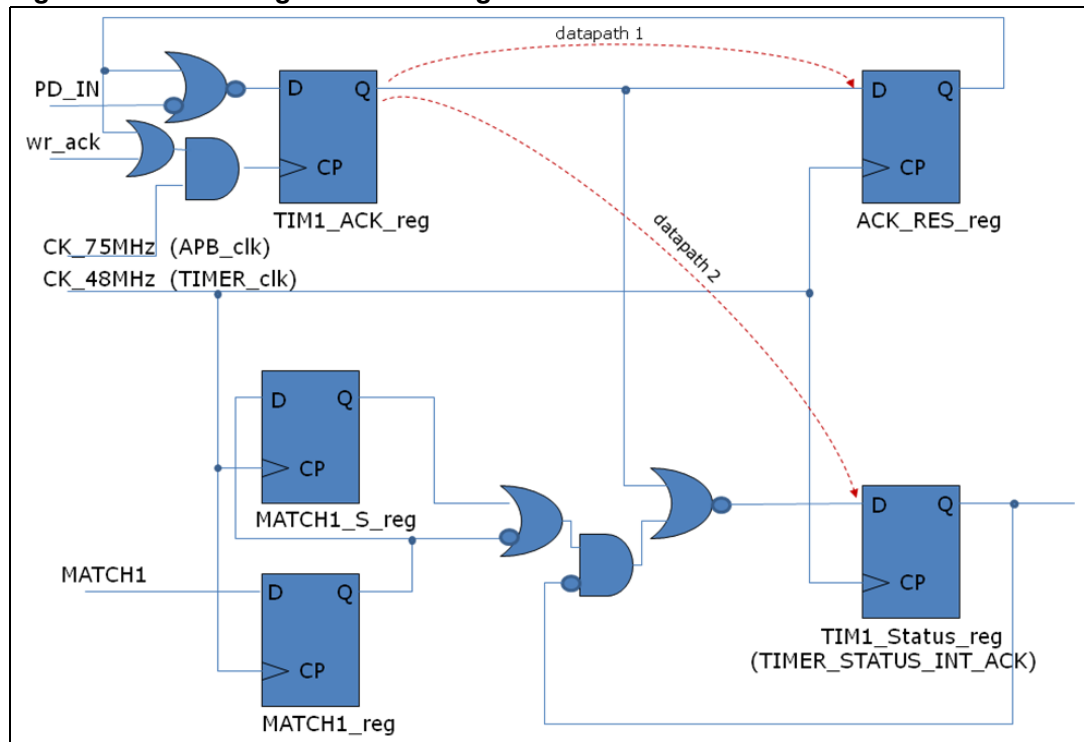 datapath 1
PD_IN
D
Q
D
Q
wr_ack
CP
CP
TIM1_ACK_reg
ACK_RES_reg
CK_75MHz (APB_clk)
CK_48MHz (TIMER_clk)
datapath 2
D
Q
CP
MATCH1_S_reg
D
Q
MATCH1
D
Q
CP
CP
TIM1_Status_reg
(TIMER_STATUS_INT_ACK)
MATCH1_reg